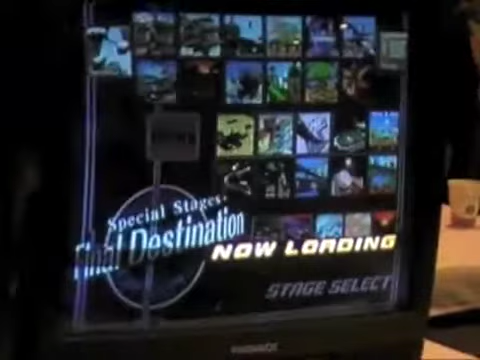 Special Stages:
Final Destination
NOW LOADING
STAGE SELECT